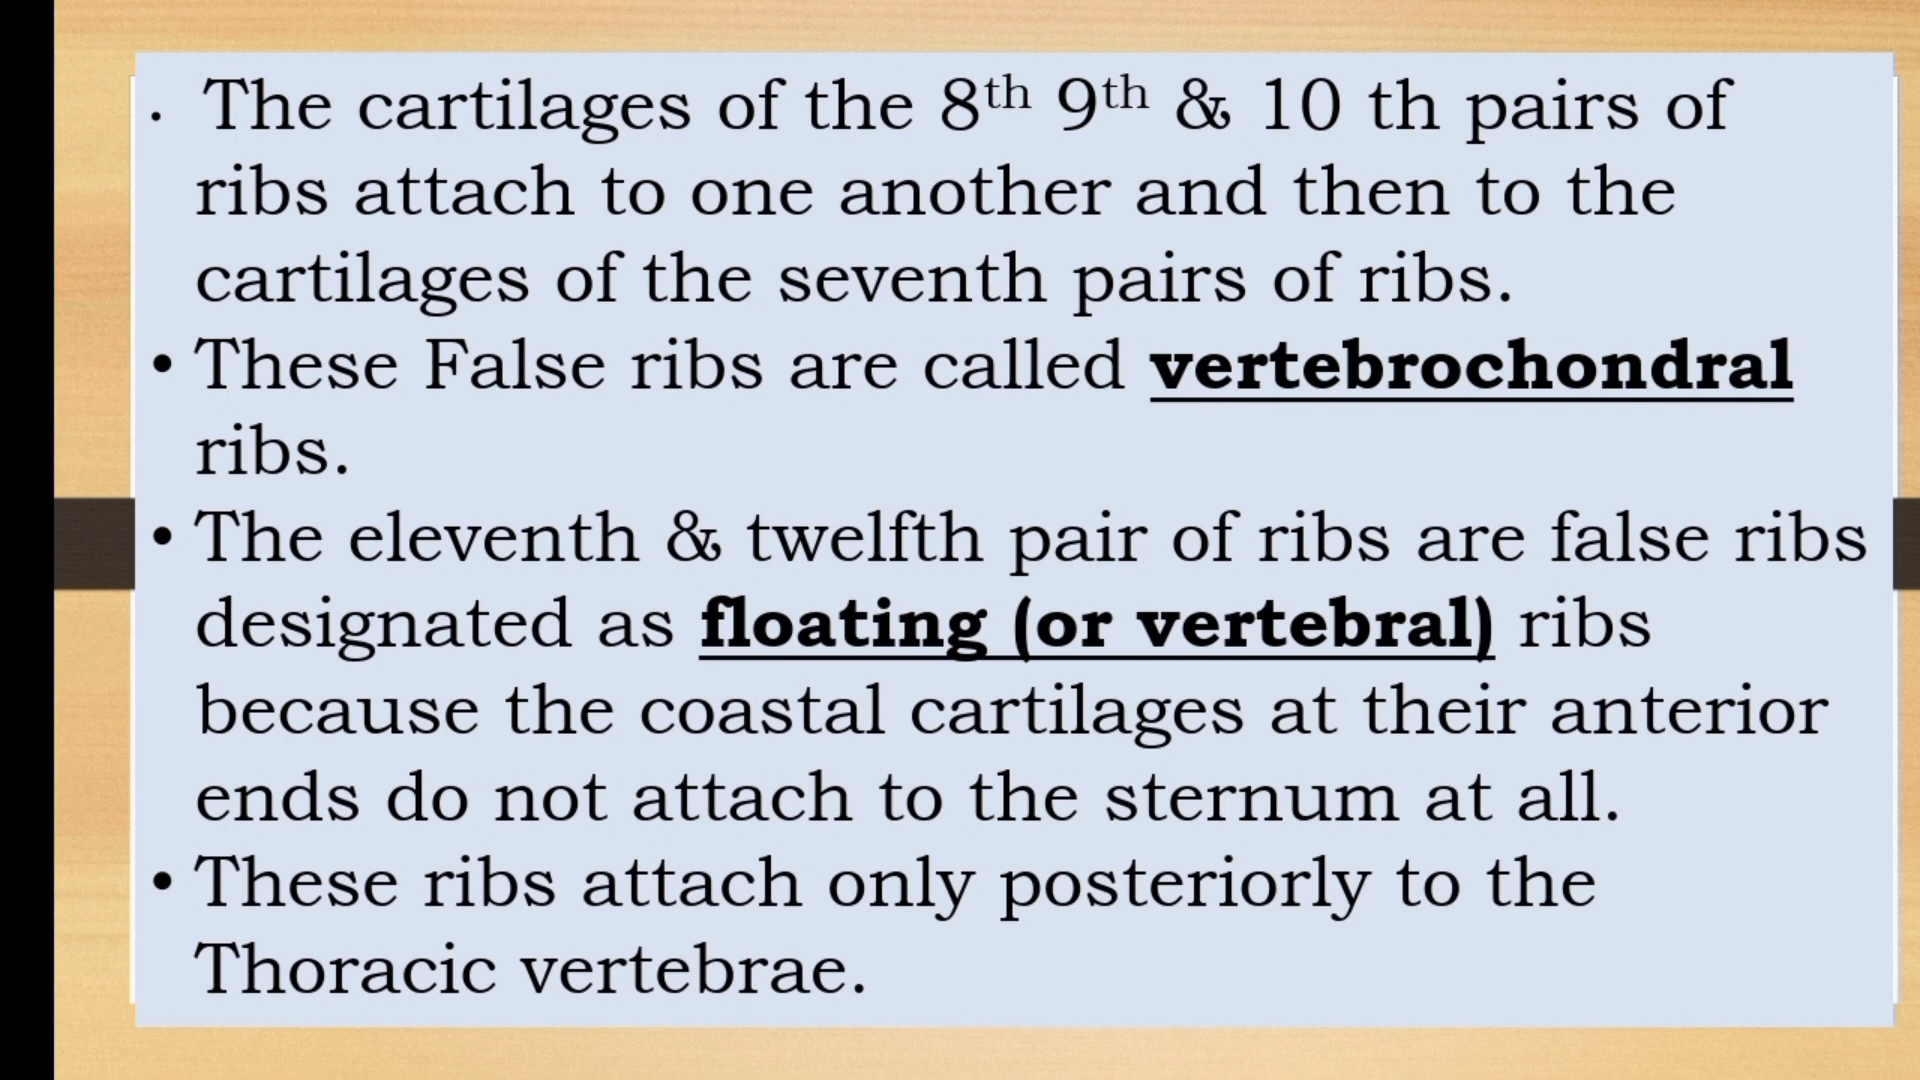 • The cartilages of the 8th 9th & 10 th pairs of
ribs attach to one another and then to the
cartilages of the seventh pairs of ribs.
• These False ribs are called vertebrochondral
ribs.
• The eleventh & twelfth pair of ribs are false ribs
designated as floating (or vertebral) ribs
because the coastal cartilages at their anterior
ends do not attach to the sternum at all.
• These ribs attach only posteriorly to the
Thoracic vertebrae.